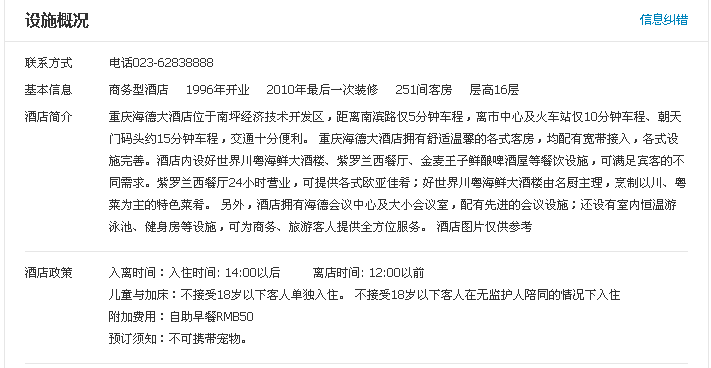 设施概况
信息纠错
联系方式 电话023-62838888
基本信息 商务型酒店 1996年开业 2010年最后一次装修 251间客房 层高16层
酒店简介 重庆海德大酒店位于南坪经济技术开发区，距离南滨路仅5分钟车程，离市中心及火车站仅10分钟车程、朝天
门码头约15分钟车程，交通十分便利。 重庆海德大酒店拥有舒适温馨的各式客房，均配有宽带接入，各式设
施完善。酒店内设好世界川粤海鲜大酒楼、紫罗兰西餐厅、金麦王子鲜酿啤酒屋等餐饮设施，可满足宾客的不
同需求。紫罗兰西餐厅24小时营业，可提供各式欧亚佳肴；好世界川粤海鲜大酒楼由名厨主理，烹制以川、粤
菜为主的特色菜肴。 另外，酒店拥有海德会议中心及大小会议室，配有先进的会议设施；还设有室内恒温游
泳池、健身房等设施，可为商务、旅游客人提供全方位服务。 酒店图片仅供参考
酒店政策 入离时间：入住时间: 14:00以后 离店时间: 12:00以前
儿童与加床：不接受18岁以下客人单独入住。 不接受18岁以下客人在无监护人陪同的情况下入住
附加费用：自助早餐RMB50
预订须知：不可携带宠物。